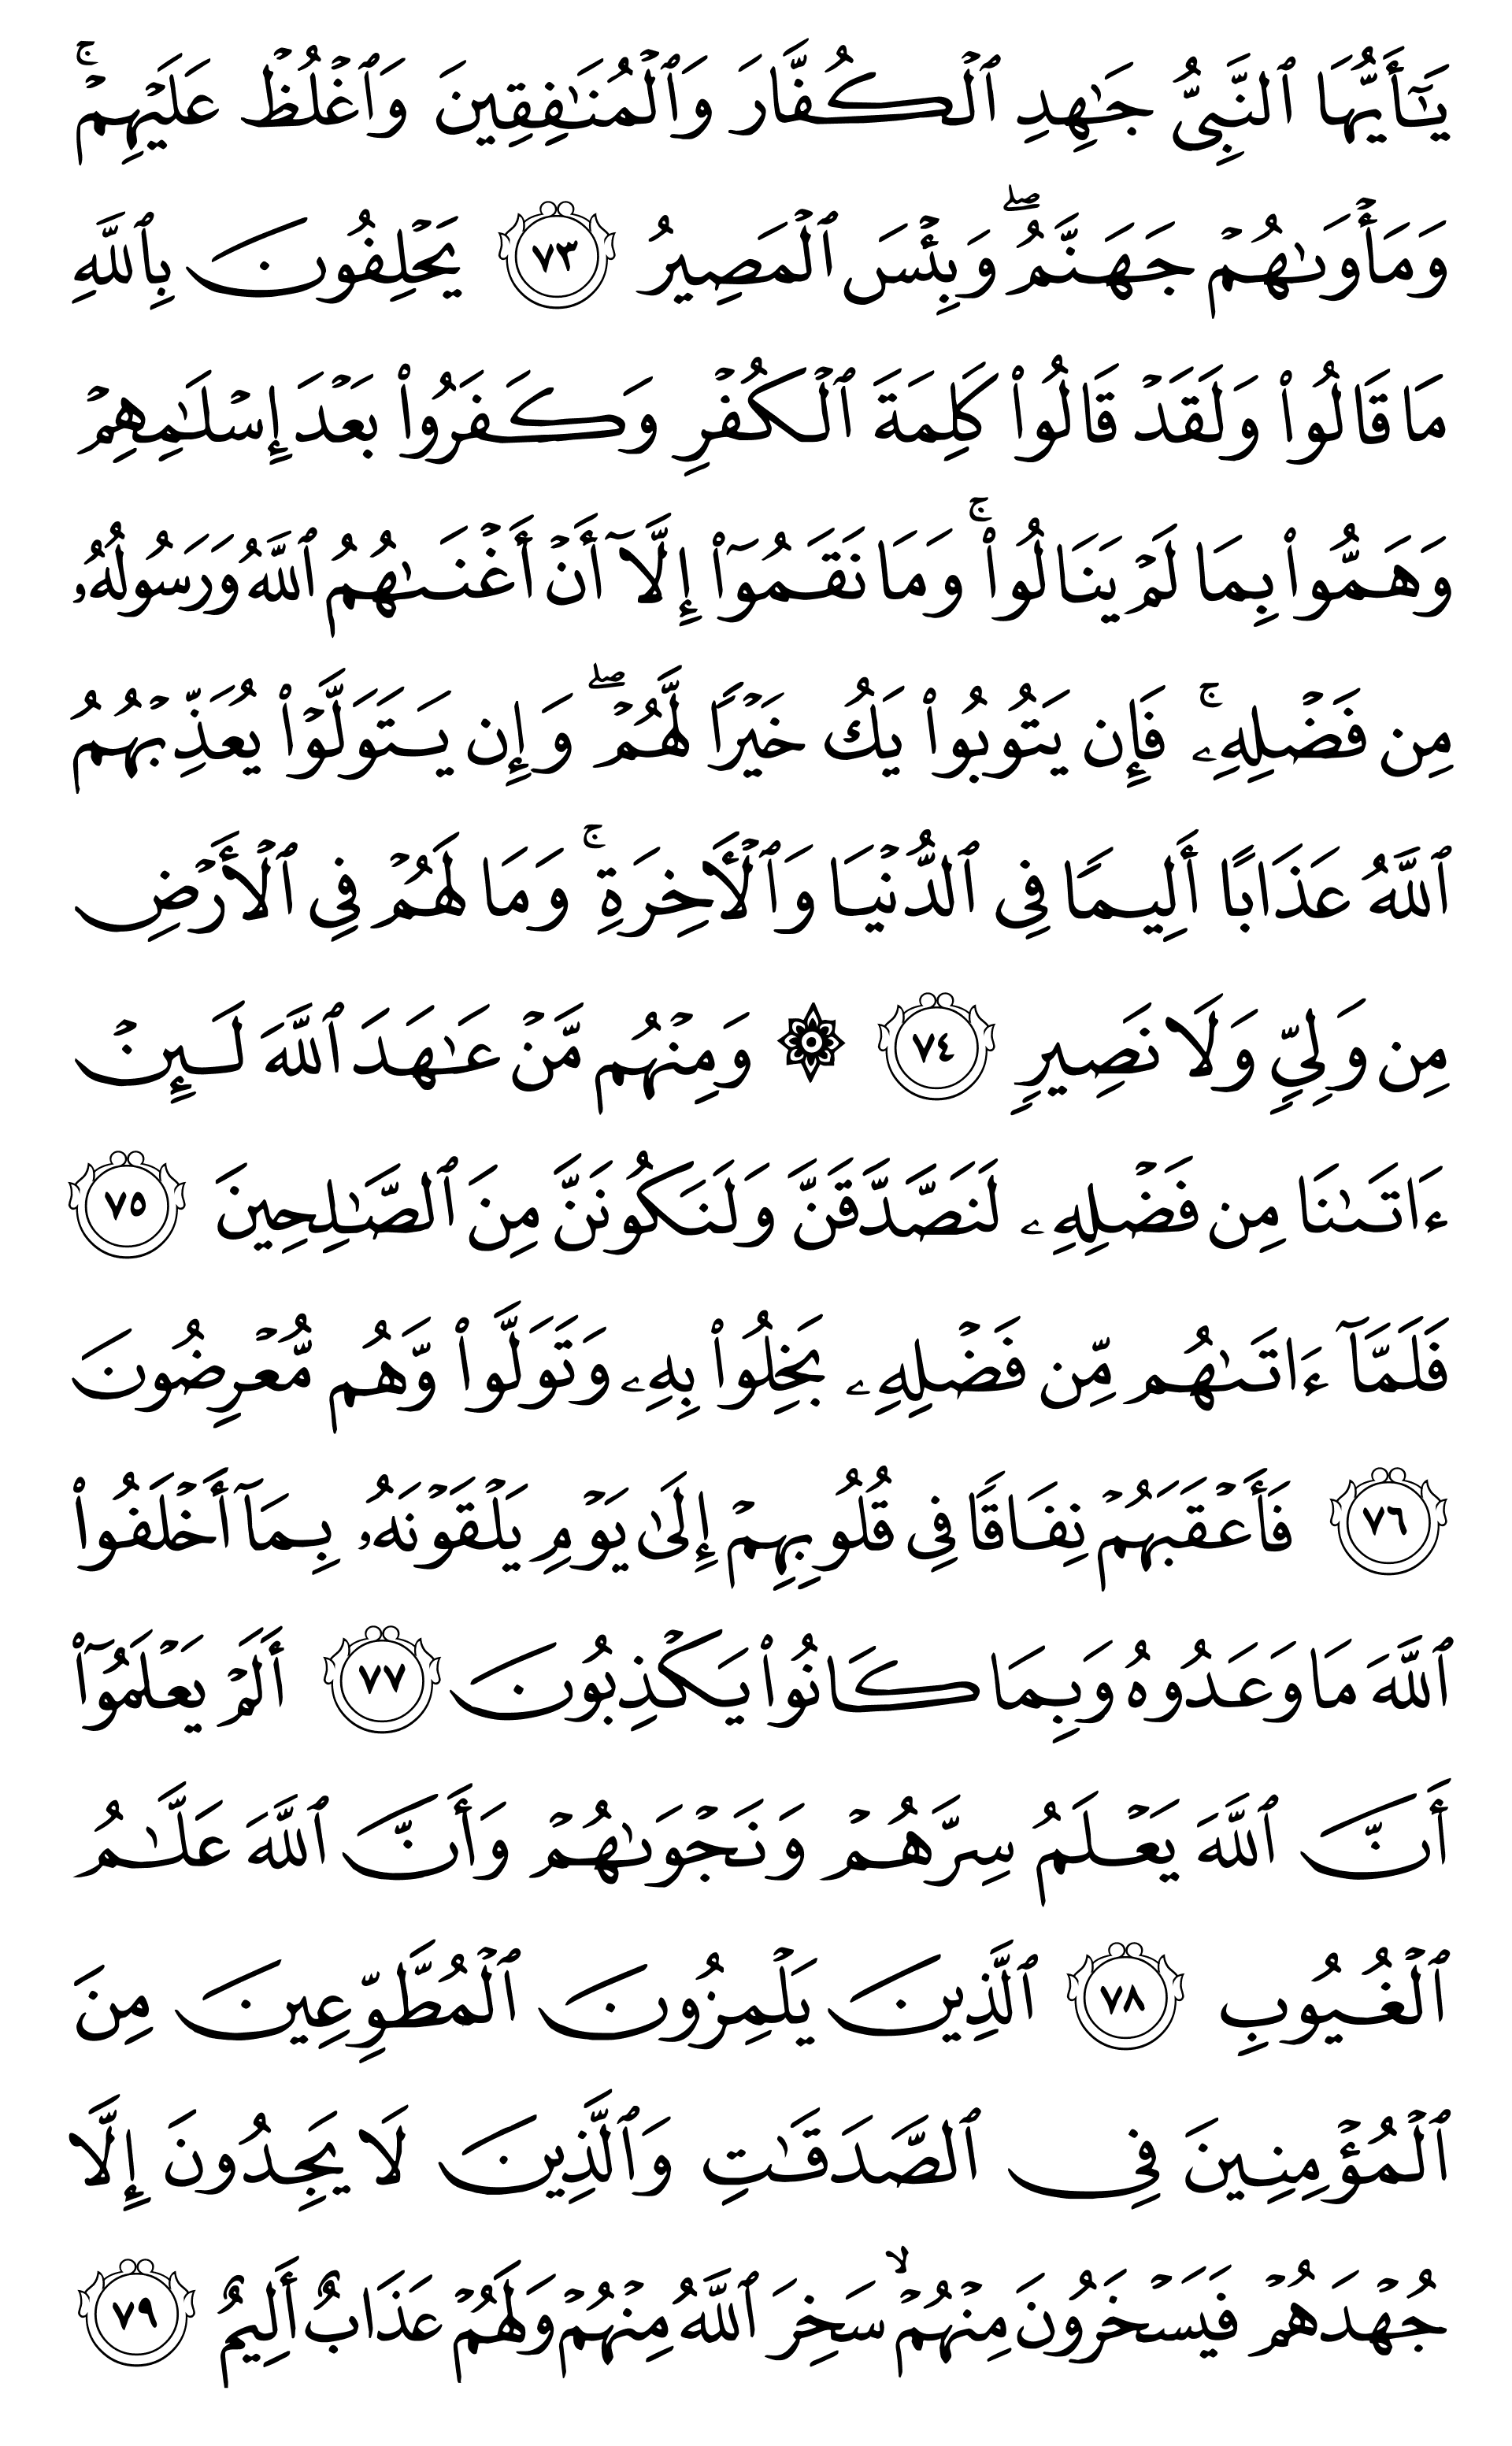 يَٰٓأَيُّهَا ٱلنَّبِيُّ جَٰهِدِ ٱلۡكُفَّارَ وَٱلۡمُنَٰفِقِينَ وَٱغۡلُظۡ عَلَيۡهِمۡۚ
وَمَأۡوَىٰهُمۡ جَهَنَّمُۖ وَبِئۡسَ ٱلۡمَصِيرُ ٧٣ يَحۡلِفُونَ بِٱللَّهِ
مَا قَالُواْ وَلَقَدۡ قَالُواْ كَلِمَةَ ٱلۡكُفۡرِ وَكَفَرُواْ بَعۡدَ إِسۡلَٰمِهِمۡ
وَهَمُّواْ بِمَا لَمۡ يَنَالُواْۚ وَمَا نَقَمُوٓاْ إِلَّآ أَنۡ أَغۡنَىٰهُمُ ٱللَّهُ وَرَسُولُهُۥ
مِن فَضۡلِهِۦۚ فَإِن يَتُوبُواْ يَكُ خَيۡرٗا لَّهُمۡۖ وَإِن يَتَوَلَّوۡاْ يُعَذِّبۡهُمُ
ٱللَّهُ عَذَابًا أَلِيمٗا فِي ٱلدُّنۡيَا وَٱلۡأٓخِرَةِۚ وَمَا لَهُمۡ فِي ٱلۡأَرۡضِ
مِن وَلِيّٖ وَلَا نَصِيرٖ ٧٤ ۞ وَمِنۡهُم مَّنۡ عَٰهَدَ ٱللَّهَ لَئِنۡ
ءَاتَىٰنَا مِن فَضۡلِهِۦ لَنَصَّدَّقَنَّ وَلَنَكُونَنَّ مِنَ ٱلصَّٰلِحِينَ ٧٥
فَلَمَّآ ءَاتَىٰهُم مِّن فَضۡلِهِۦ بَخِلُواْ بِهِۦ وَتَوَلَّواْ وَّهُم مُّعۡرِضُونَ
٧٦ فَأَعۡقَبَهُمۡ نِفَاقٗا فِي قُلُوبِهِمۡ إِلَىٰ يَوۡمِ يَلۡقَوۡنَهُۥ بِمَآ أَخۡلَفُواْ
ٱللَّهَ مَا وَعَدُوهُ وَبِمَا كَانُواْ يَكۡذِبُونَ ٧٧ أَلَمۡ يَعۡلَمُوٓاْ
أَنَّ ٱللَّهَ يَعۡلَمُ سِرَّهُمۡ وَنَجۡوَىٰهُمۡ وَأَنَّ ٱللَّهَ عَلَّٰمُ
ٱلۡغُيُوبِ ٧٨ ٱلَّذِينَ يَلۡمِزُونَ ٱلۡمُطَّوِّعِينَ مِنَ
ٱلۡمُؤۡمِنِينَ فِي ٱلصَّدَقَٰتِ وَٱلَّذِينَ لَا يَجِدُونَ إِلَّا
جُهۡدَهُمۡ فَيَسۡخَرُونَ مِنۡهُمۡۙ سَخِرَ ٱللَّهُ مِنۡهُمۡ وَلَهُمۡ عَذَابٌ أَلِيمٌ ٧٩